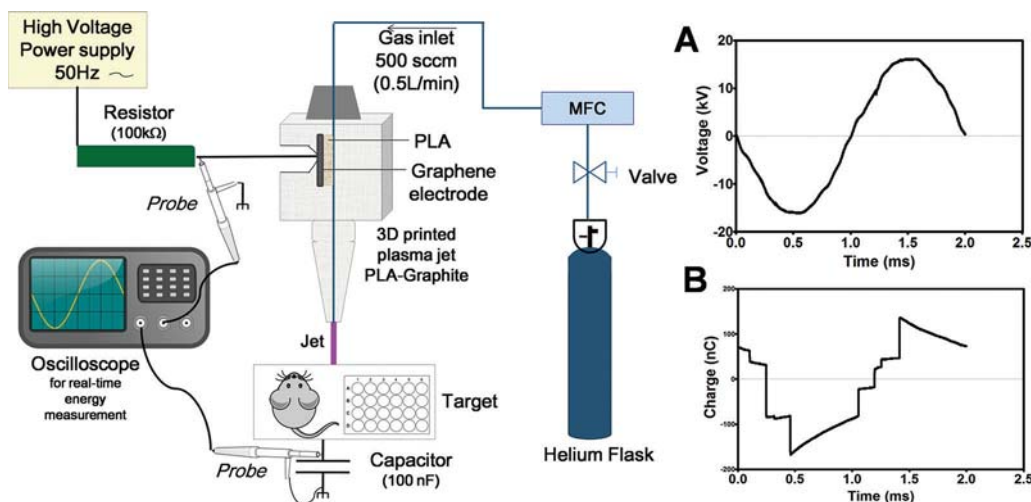 High Voltage
Power supply
50Hz ~
Resistor
(100kΩ)
Probe
Gas inlet
500 sccm
(0.5L/min)
PLA
Graphene
electrode
3D printed
plasma jet
PLA-Graphite
MFC
Valve
Helium Flask
Jet
Oscilloscope
for real-time
energy
measurement
Target
1 2 3 4 5 6
A
B
C
D
Probe
Capacitor
(100 nF)
A
Voltage (kV)
20
10
0
-10
-20
0.0 0.5 1.0 1.5 2.0
Time (ms)
B
Charge (nC)
200
100
0
-100
-200
0.0 0.5 1.0 1.5 2.0
Time (ms)